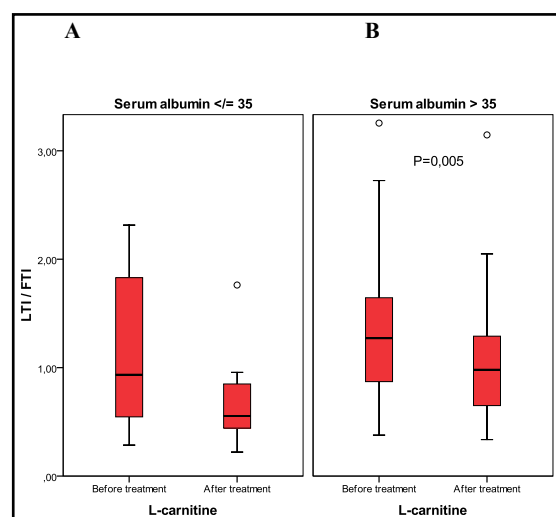 A B
Serum albumin </= 35 Serum albumin > 35
3,00
P=0,005
2,00
LTI / FTI
1,00
,00
Before treatment After treatment Before treatment After treatment
L-carnitine L-carnitine